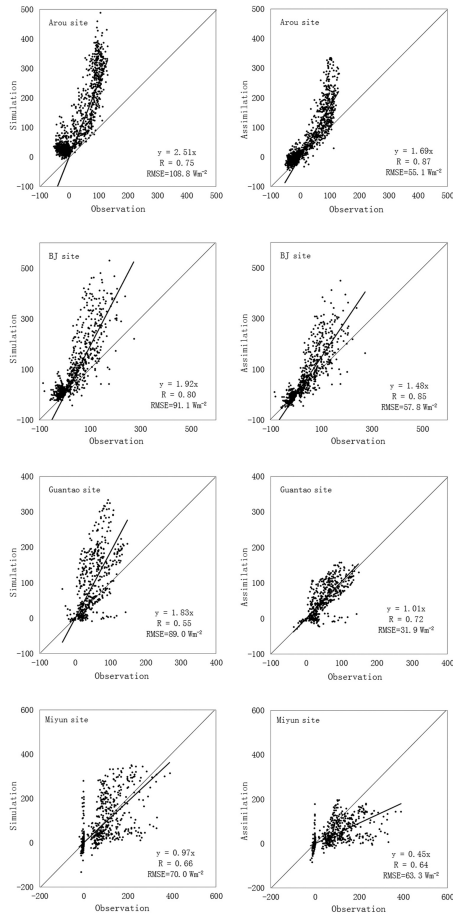 Arou site
Simulation
500
400
300
200
100
0
-100
-100
0
100
200
300
400
500
Observation
y = 2.51x
R = 0.75
RMSE=108.8 Wm⁻²
Arou site
Assimilation
500
400
300
200
100
0
-100
-100
0
100
200
300
400
500
Observation
y = 1.69x
R = 0.87
RMSE=55.1 Wm⁻²
BJ site
Simulation
500
300
100
-100
-100
100
300
500
Observation
y = 1.92x
R = 0.80
RMSE=91.1 Wm⁻²
BJ site
Assimilation
500
300
100
-100
-100
100
300
500
Observation
y = 1.48x
R = 0.85
RMSE=57.8 Wm⁻²
Guantao site
Simulation
400
300
200
100
0
-100
-100
0
100
200
300
400
Observation
y = 1.83x
R = 0.55
RMSE=89.0 Wm⁻²
Guantao site
Assimilation
400
300
200
100
0
-100
-100
0
100
200
300
400
Observation
y = 1.01x
R = 0.72
RMSE=31.9 Wm⁻²
Miyun site
Simulation
600
400
200
0
-200
-200
0
200
400
600
Observation
y = 0.97x
R = 0.66
RMSE=70.0 Wm⁻²
Miyun site
Assimilation
600
400
200
0
-200
-200
0
200
400
600
Observation
y = 0.45x
R = 0.64
RMSE=63.3 Wm⁻²